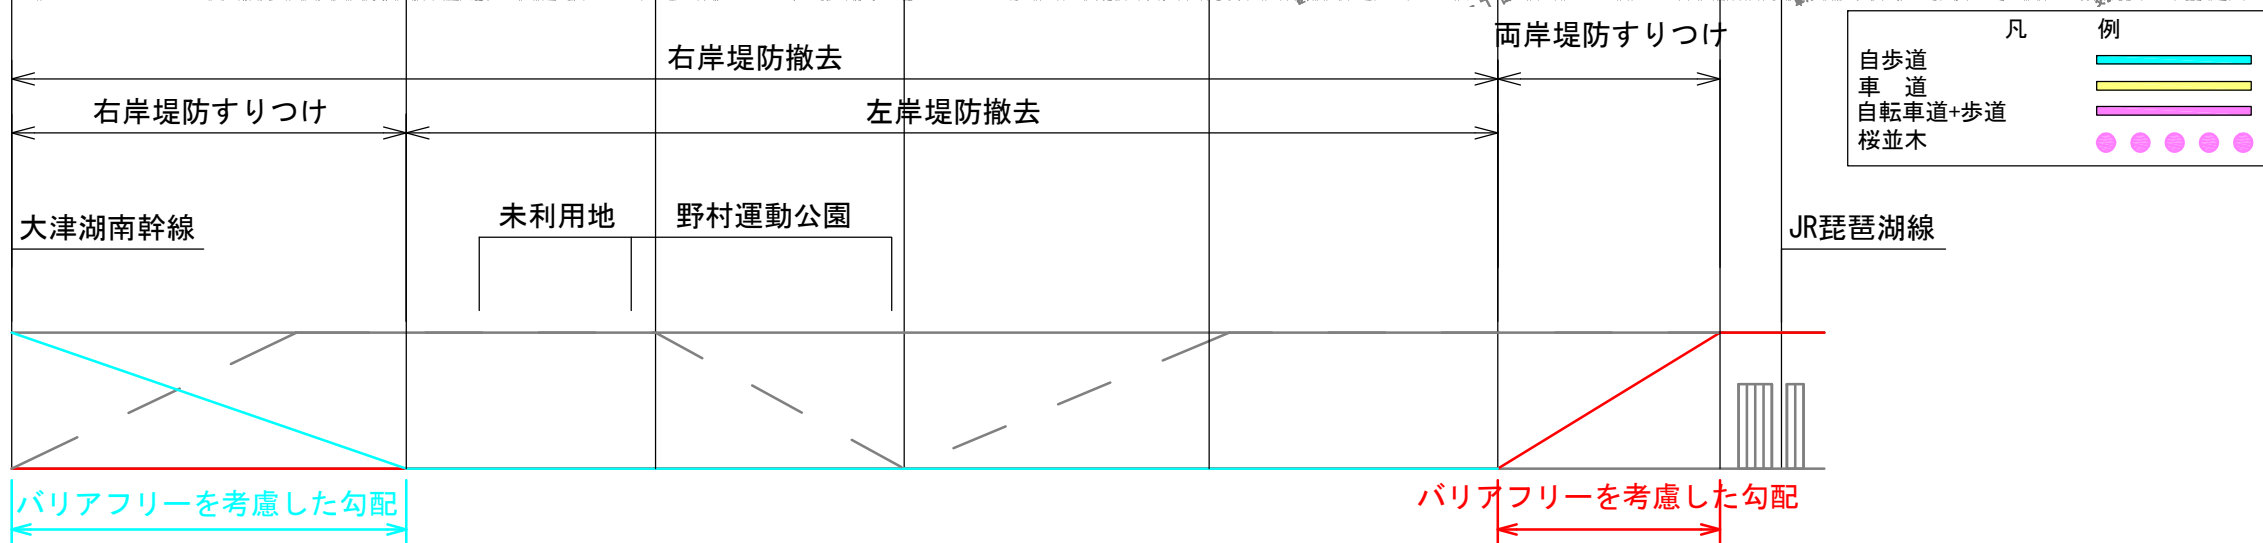 両岸堤防すりつけ
右岸堤防撤去
右岸堤防すりつけ
左岸堤防撤去
凡 例
自歩道
車 道
自転車道+歩道
桜並木
大津湖南幹線
未利用地
野村運動公園
JR琵琶湖線
バリアフリーを考慮した勾配
バリアフリーを考慮した勾配